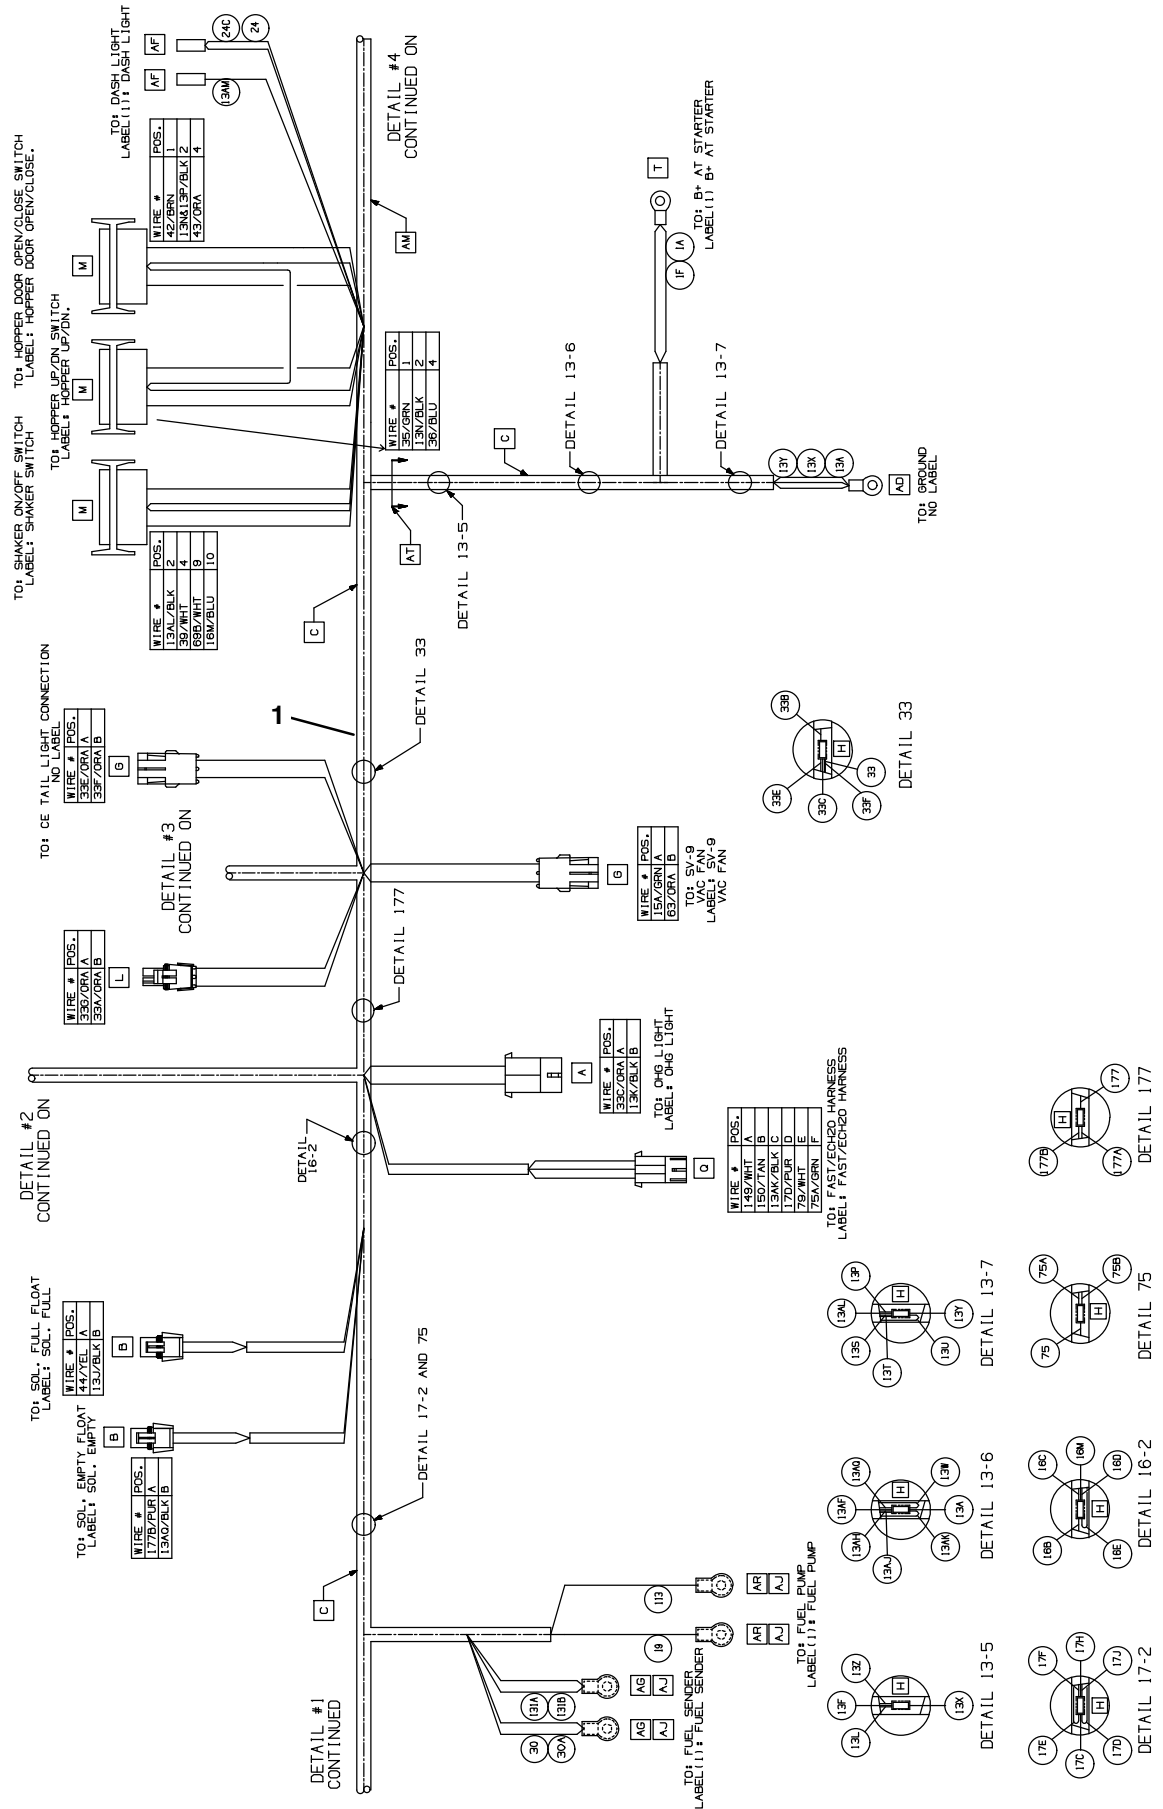 DETAIL #1
CONTINUED
C
30
30A
131A
131B
AG
AJ
AG
AJ
TO: FUEL SENDER
LABEL(1): FUEL SENDER
19
113
AR
AJ
AR
AJ
TO: FUEL PUMP
LABEL(1): FUEL PUMP
DETAIL 17-2 AND 75
TO: SOL. EMPTY FLOAT
LABEL: SOL. EMPTY
WIRE # POS.
177B/PUR A
13AQ/BLK B
B
TO: SOL. FULL FLOAT
LABEL: SOL. FULL
WIRE # POS.
44/YEL A
13J/BLK B
B
DETAIL
16-2
DETAIL #2
CONTINUED ON
Q
WIRE # POS.
149/WHT A
150/TAN B
13AK/BLK C
17D/PUR D
79/WHT E
75A/GRN F
TO: FAST/ECH2O HARNESS
LABEL: FAST/ECH2O HARNESS
A
WIRE # POS.
33C/ORA A
13K/BLK B
TO: OHG LIGHT
LABEL: OHG LIGHT
DETAIL 177
WIRE # POS.
33G/ORA A
33A/ORA B
L
DETAIL #3
CONTINUED ON
G
WIRE # POS.
15A/GRN A
63/ORA B
TO: SV-9
VAC FAN
LABEL: SV-9
VAC FAN
TO: CE TAIL LIGHT CONNECTION
NO LABEL
WIRE # POS.
33E/ORA A
33F/ORA B
G
DETAIL 33
1
C
TO: SHAKER ON/OFF SWITCH
LABEL: SHAKER SWITCH
WIRE # POS.
13AL/BLK 2
39/WHT 4
69B/WHT 9
16M/BLU 10
M
TO: HOPPER UP/DN SWITCH
LABEL: HOPPER UP/DN.
M
WIRE # POS.
35/GRN 1
13N/BLK 2
36/BLU 4
TO: HOPPER DOOR OPEN/CLOSE SWITCH
LABEL: HOPPER DOOR OPEN/CLOSE.
M
WIRE # POS.
42/BRN 1
13N&13P/BLK 2
43/ORA 4
TO: DASH LIGHT
LABEL(1): DASH LIGHT
AF
AF
13AM
24C
24
AM
DETAIL #4
CONTINUED ON
AT
DETAIL 13-5
C
DETAIL 13-6
DETAIL 13-7
13Y
13X
13A
AD
TO: GROUND
NO LABEL
1F
1A
T
TO: B+ AT STARTER
LABEL(1) B+ AT STARTER
33E
33C
33F
33
33B
H
DETAIL 33
13L
13F
13Z
13X
H
DETAIL 13-5
13AJ
13AH
13AF
13AQ
13W
13A
13AK
H
DETAIL 13-6
13T
13S
13AL
13P
13Y
13U
H
DETAIL 13-7
17E
17F
17H
17J
17D
17C
H
DETAIL 17-2
16B
16C
16M
16D
16E
H
DETAIL 16-2
75
75A
75B
H
DETAIL 75
177B
177
177A
H
DETAIL 177